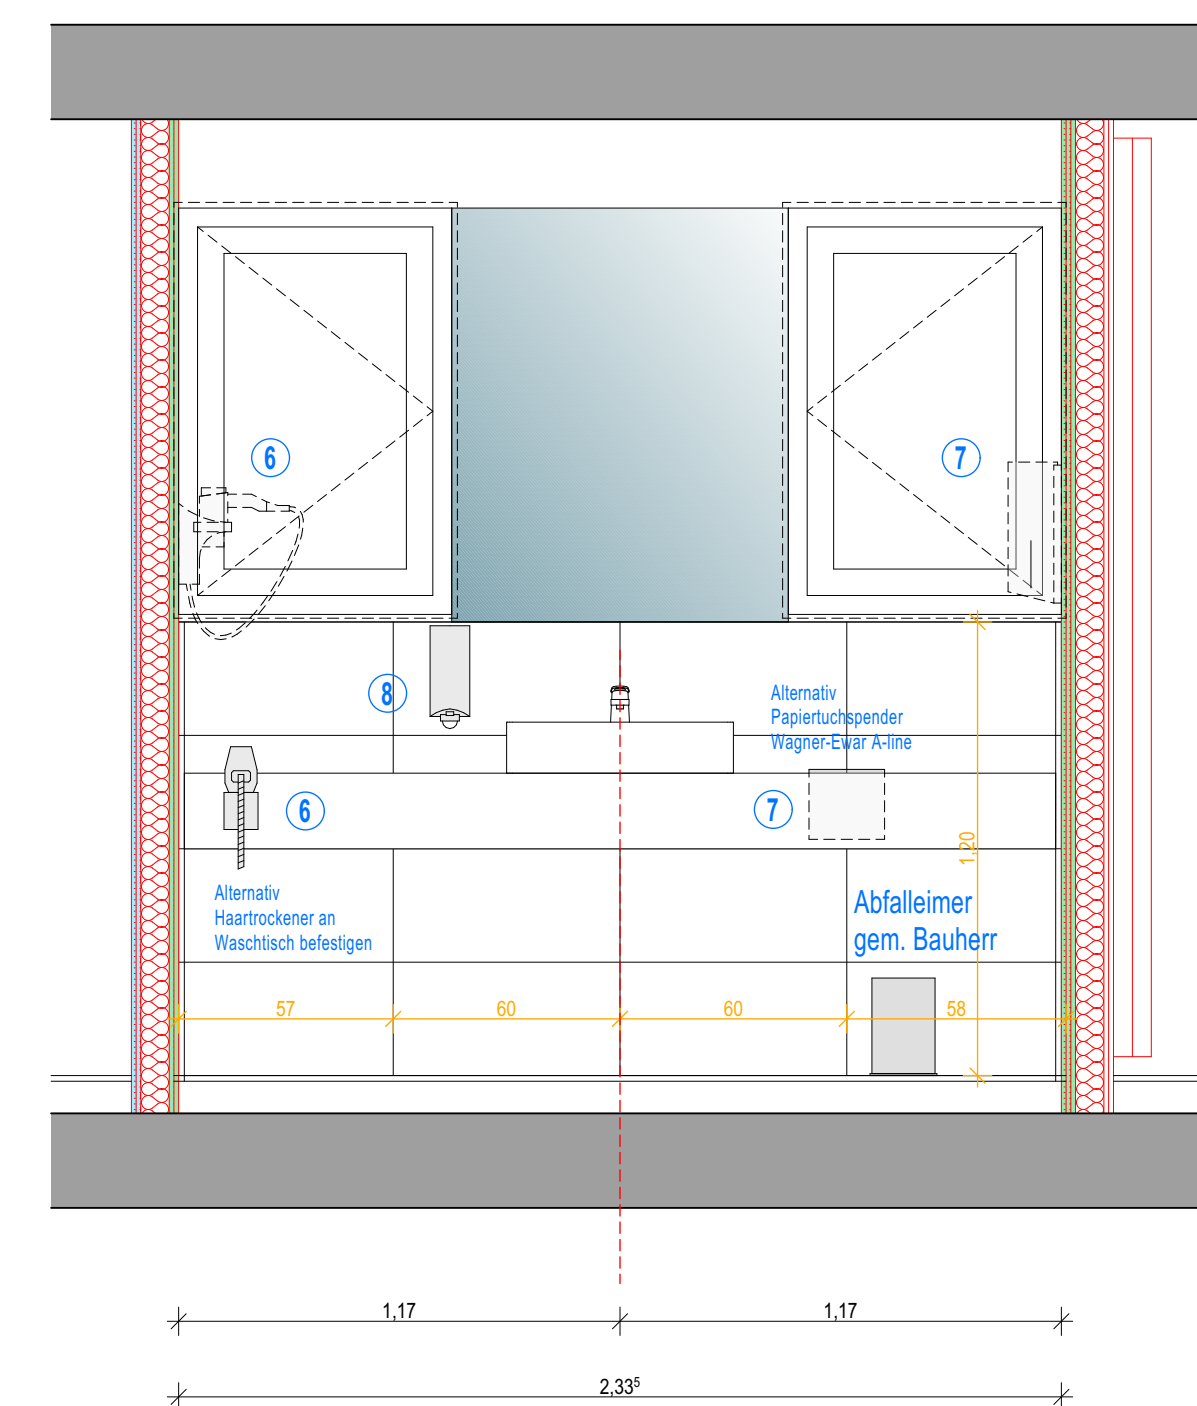 6
7
8
Alternativ
Papiertuchspender
Wagner-Ewar A-line
6
7
1,20
Alternativ
Haartrockener an
Waschtisch befestigen
Abfalleimer
gem. Bauherr
57
60
60
58
1,17
1,17
2,33⁵